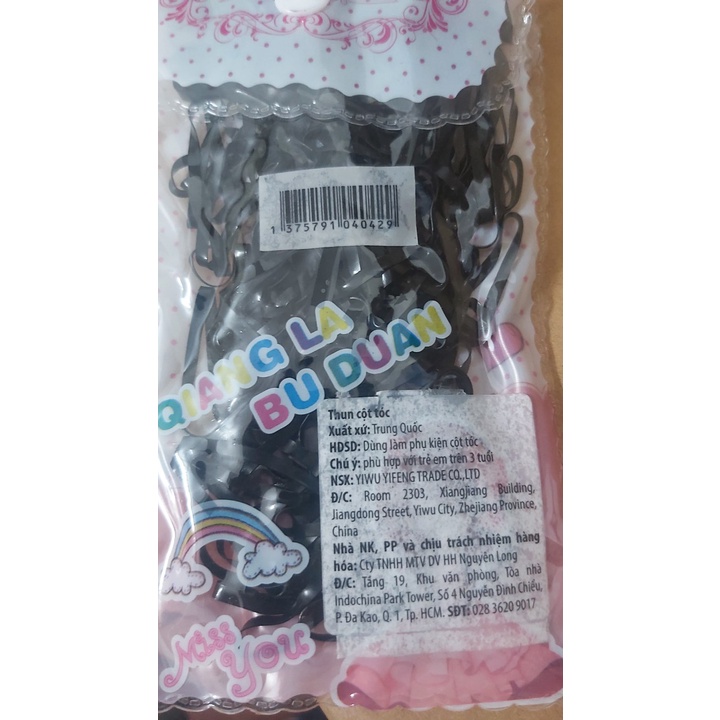 1 375791 040429
QIANG LA
BU DUAN
Thun cột tóc
Xuất xứ: Trung Quốc
HDSD: Dùng làm phụ kiện cột tóc
Chú ý: phù hợp với trẻ em trên 3 tuổi
NSX: YIWU YIFENG TRADE CO.,LTD
Đ/C: Room 2303, Xiangjiang Building,
Jiangdong Street, Yiwu City, Zhejiang Province,
China
Nhà NK, PP và chịu trách nhiệm hàng
hóa: Cty TNHH MTV DV HH Nguyên Long
Đ/C: Tầng 19, Khu văn phòng, Tòa nhà
Indochina Park Tower, Số 4 Nguyễn Đình Chiểu,
P. Đa Kao, Q. 1, Tp. HCM. SĐT: 028 3620 9017
Miss
You